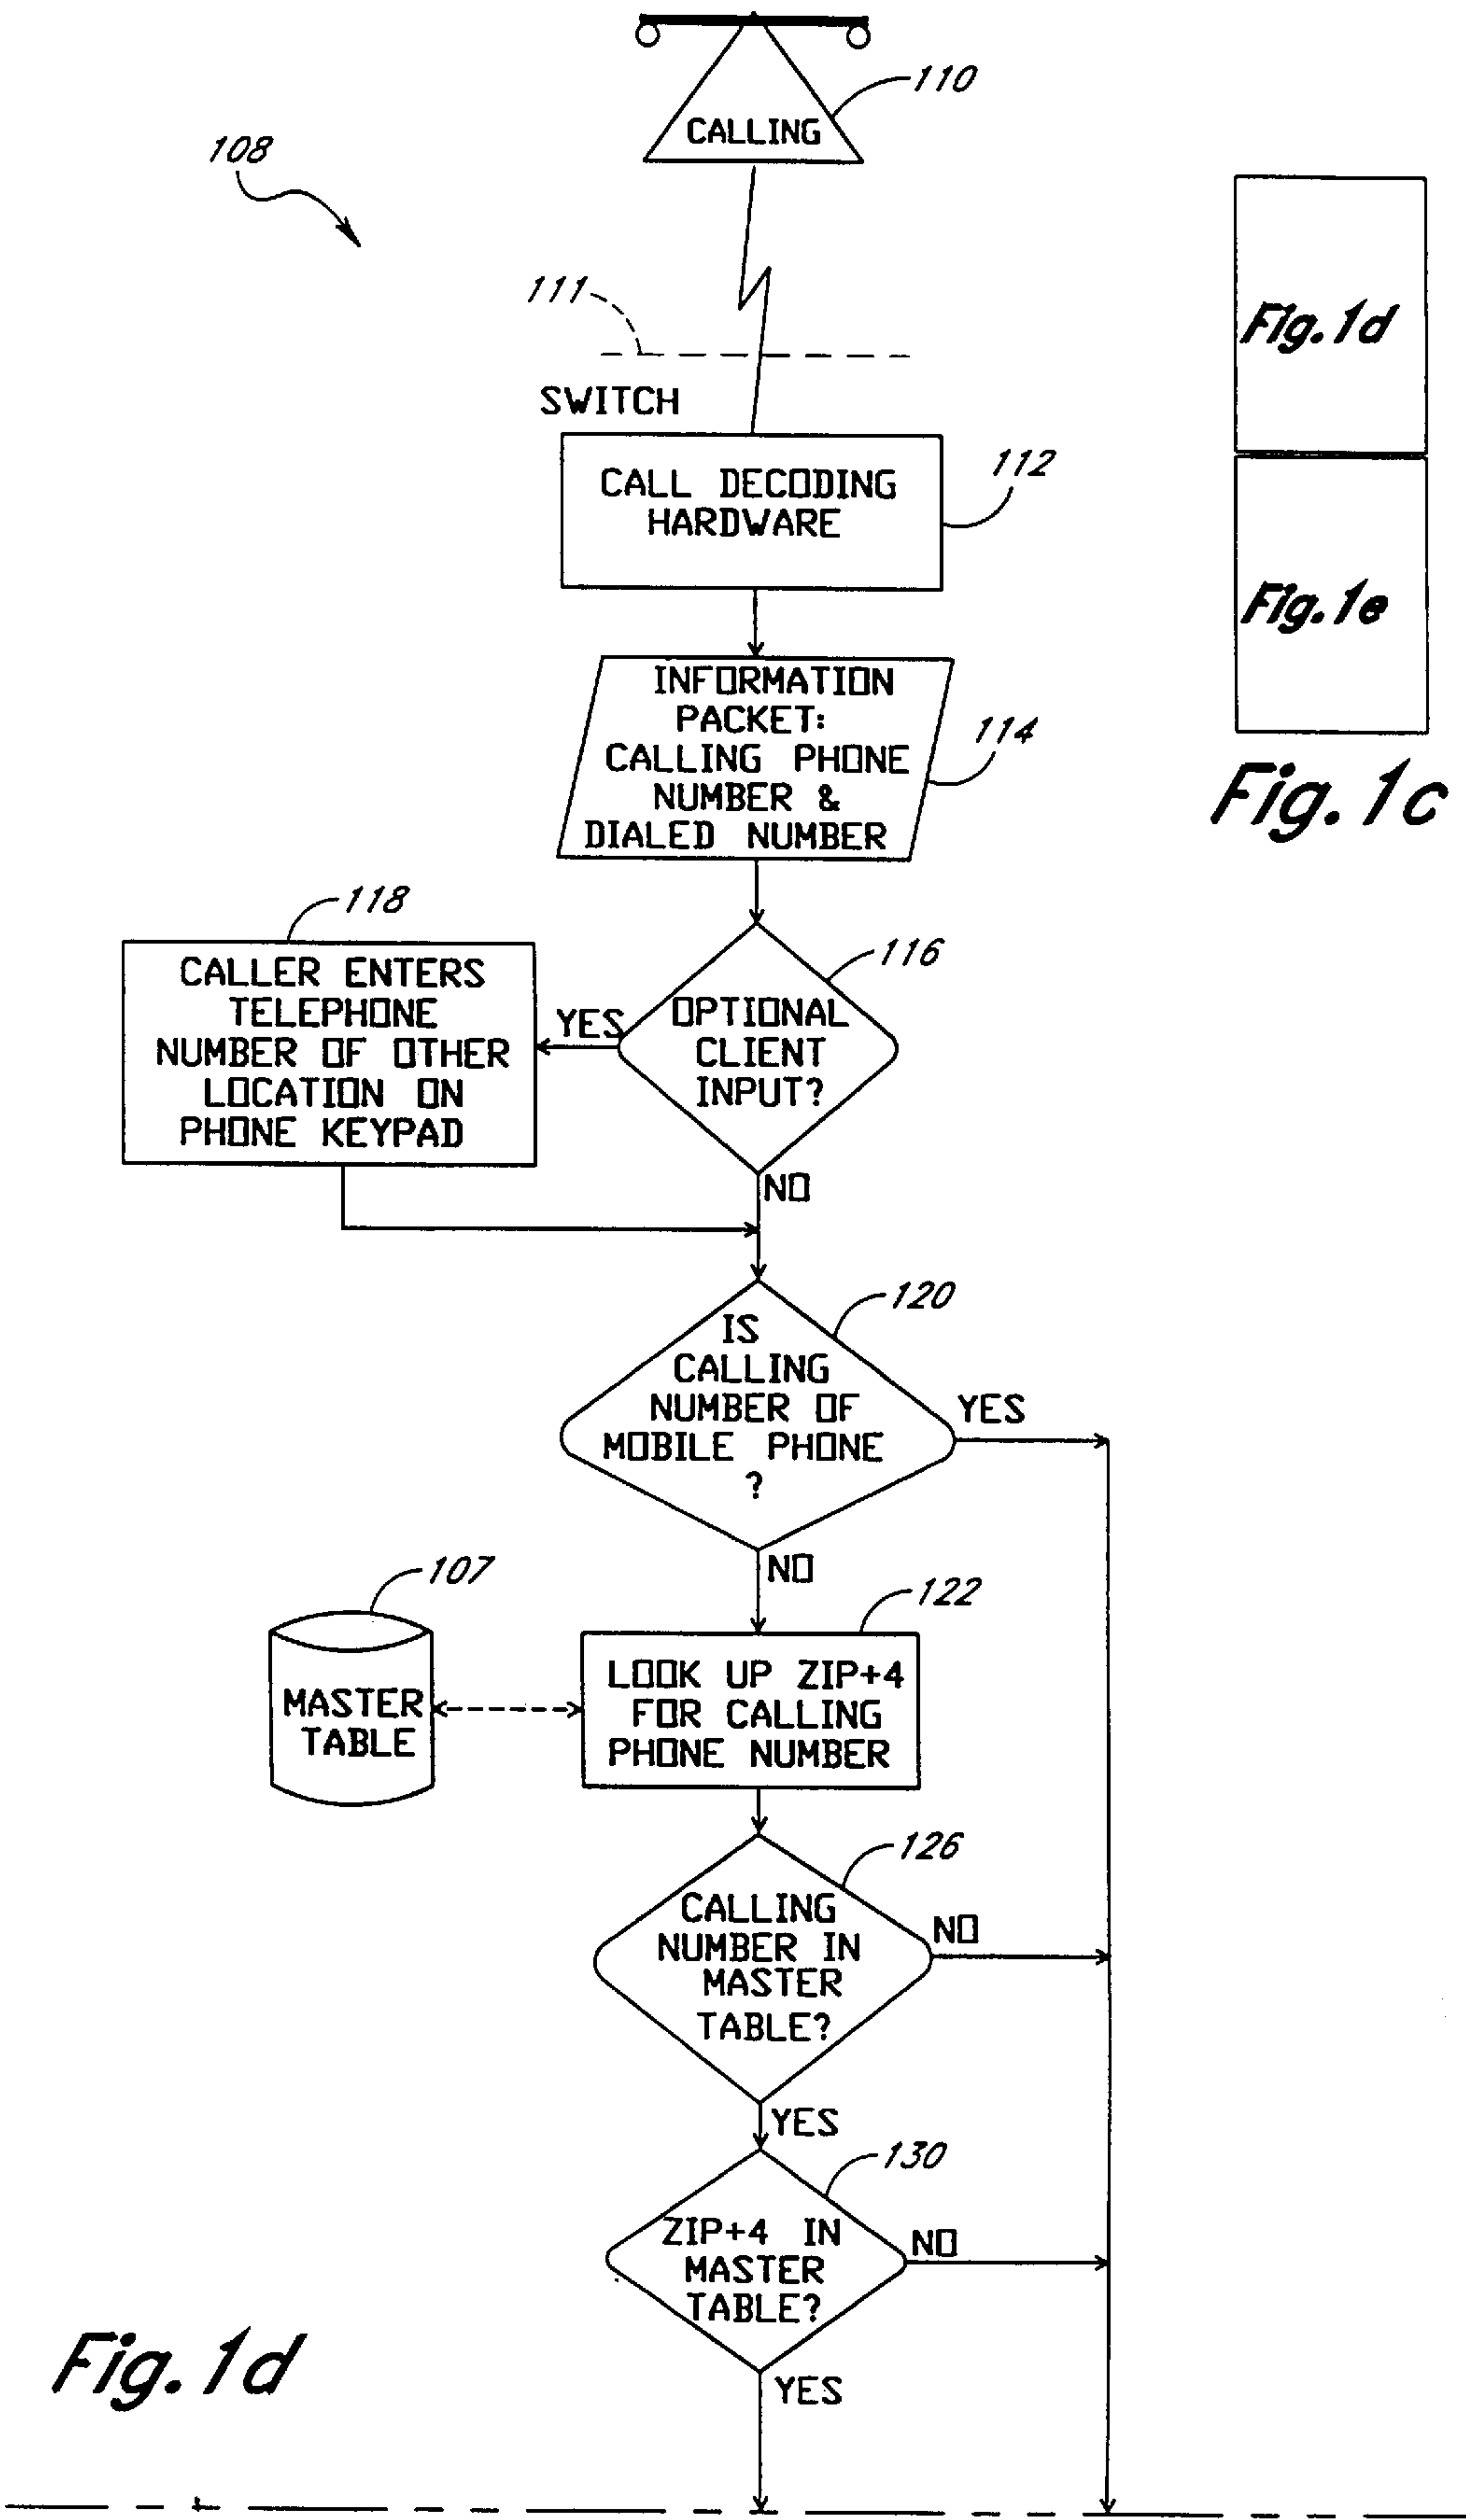 110
CALLING
108
111
SWITCH
CALL DECODING
HARDWARE
112
Fig. 1d
Fig. 1e
Fig. 1c
INFORMATION
PACKET:
CALLING PHONE
NUMBER &
DIALED NUMBER
114
118
CALLER ENTERS
TELEPHONE
NUMBER OF OTHER
LOCATION ON
PHONE KEYPAD
YES
116
OPTIONAL
CLIENT
INPUT?
NO
120
IS
CALLING
NUMBER OF
MOBILE PHONE
?
YES
NO
107
MASTER
TABLE
122
LOOK UP ZIP+4
FOR CALLING
PHONE NUMBER
126
CALLING
NUMBER IN
MASTER
TABLE?
NO
YES
130
ZIP+4 IN
MASTER
TABLE?
NO
YES
Fig. 1d